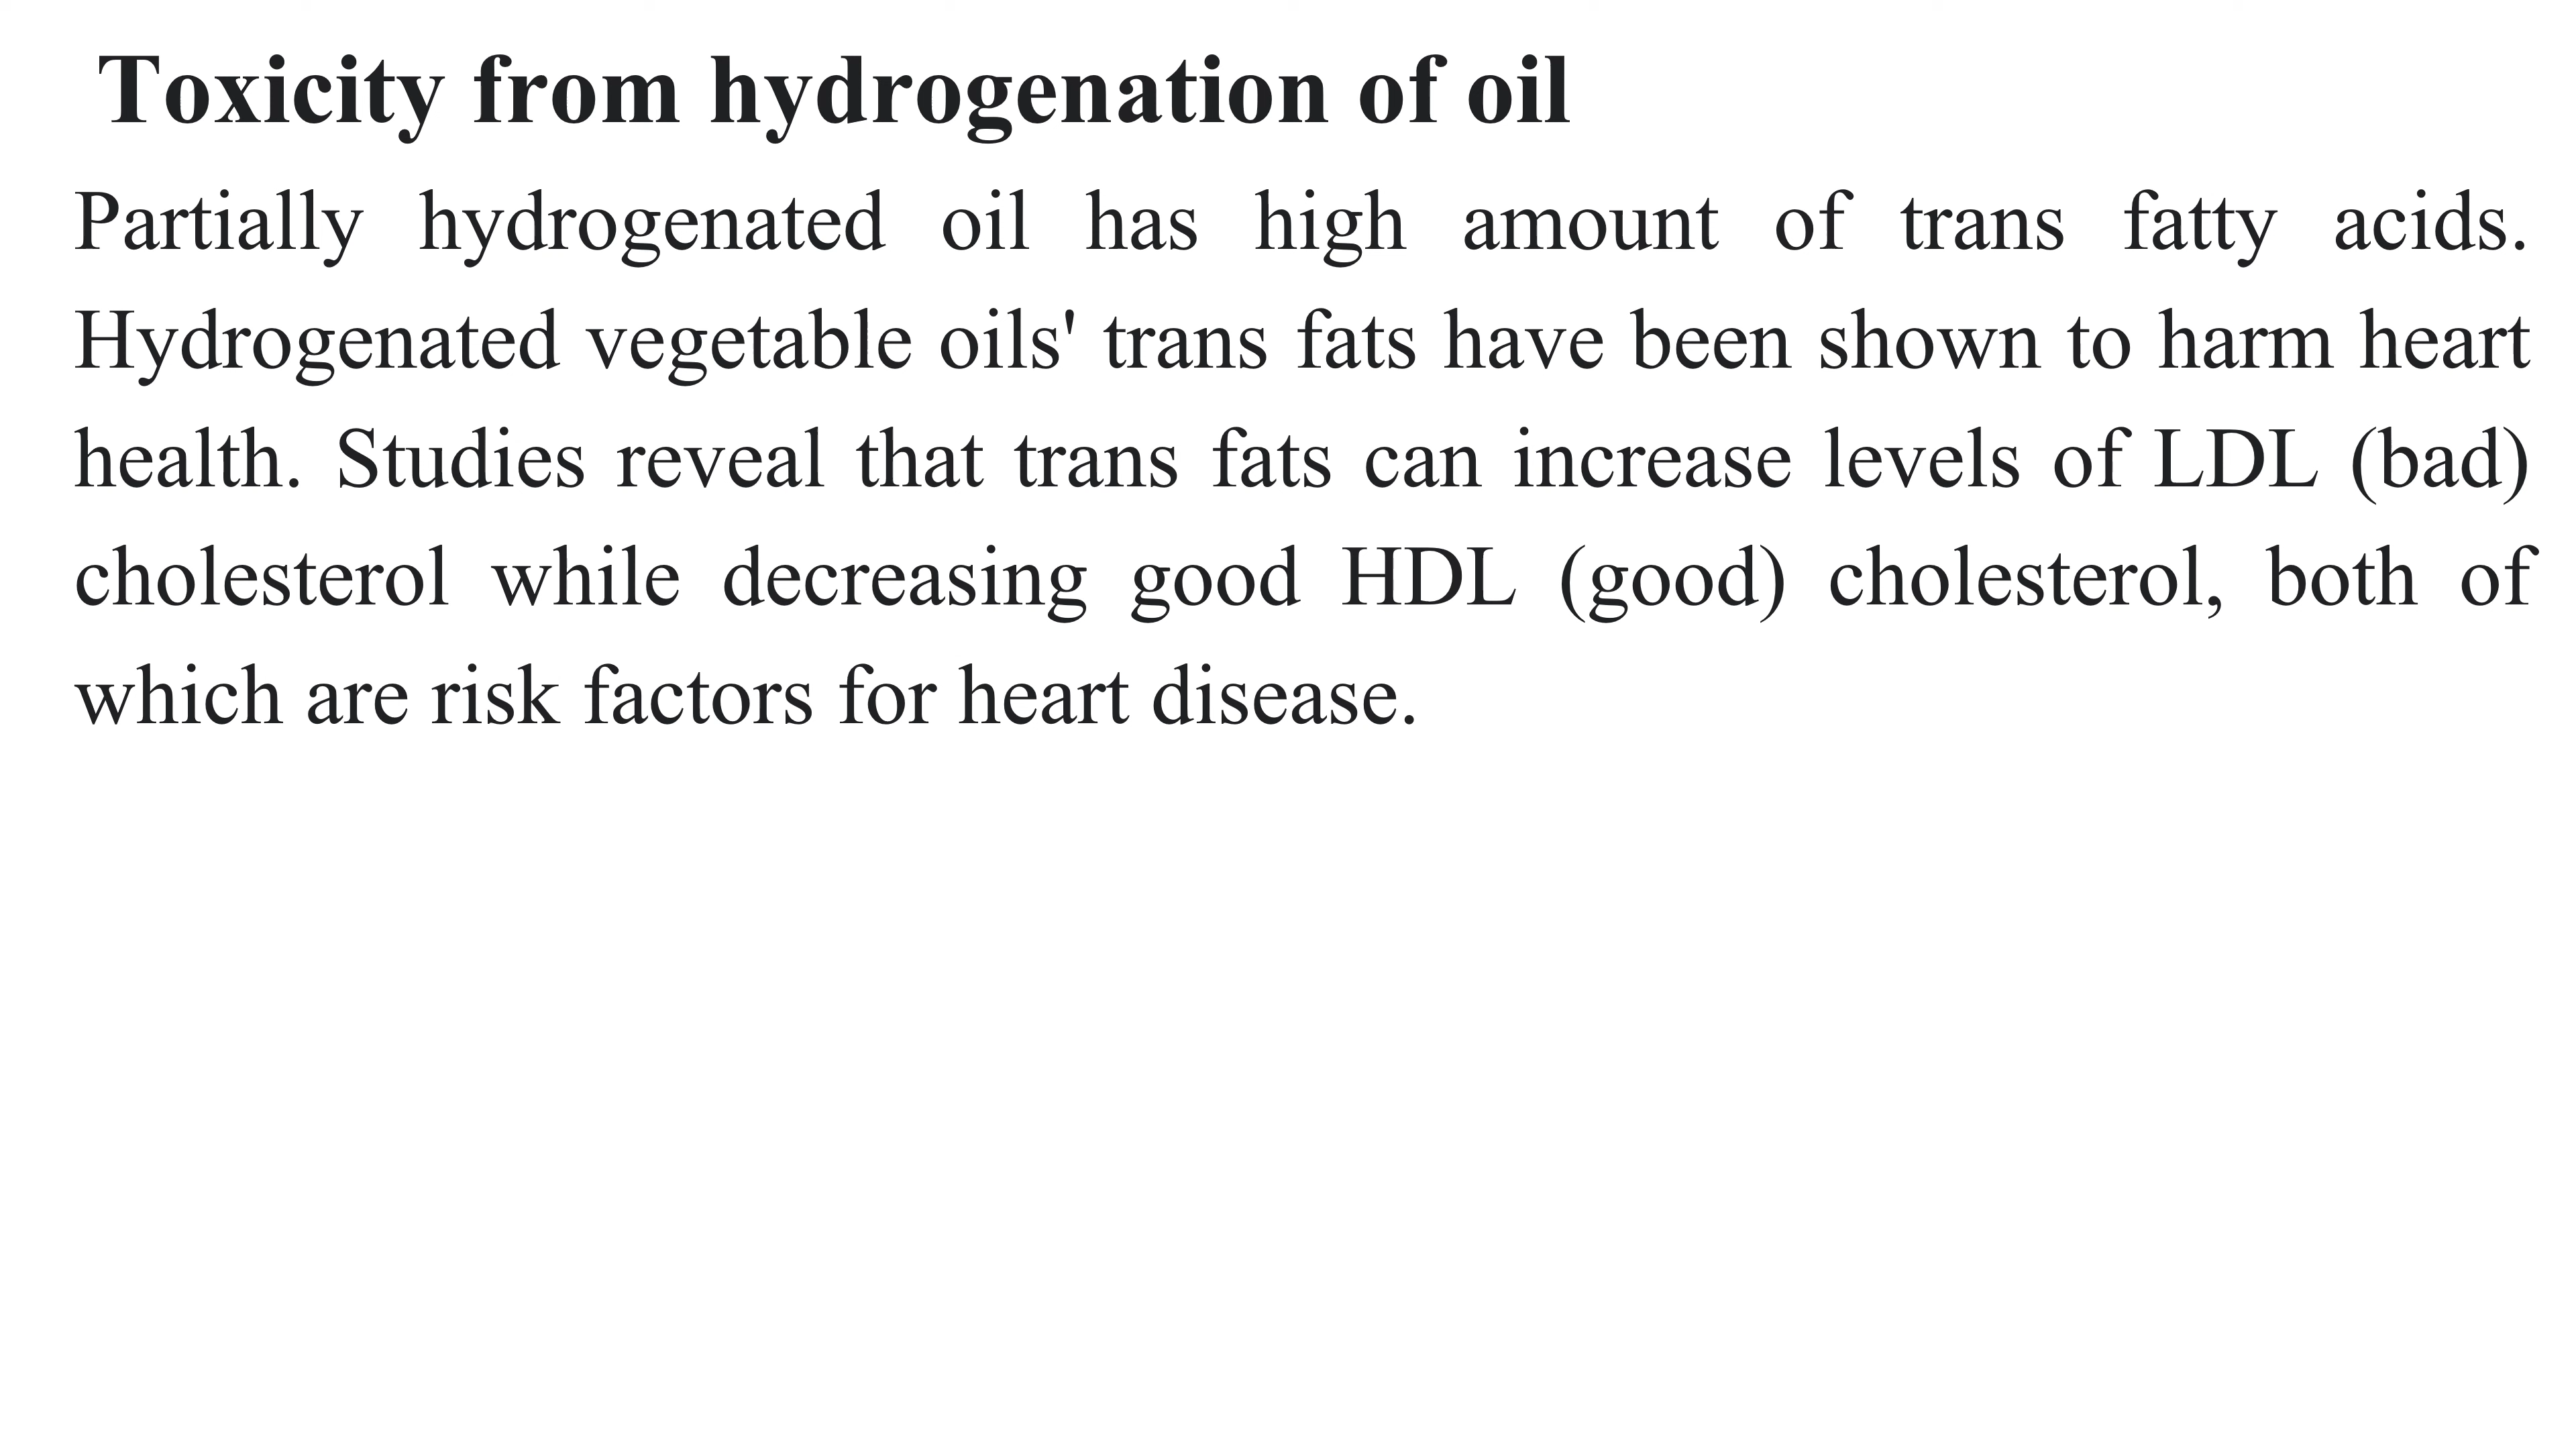 Toxicity from hydrogenation of oil
Partially hydrogenated oil has high amount of trans fatty acids.
Hydrogenated vegetable oils' trans fats have been shown to harm heart
health. Studies reveal that trans fats can increase levels of LDL (bad)
cholesterol while decreasing good HDL (good) cholesterol, both of
which are risk factors for heart disease.